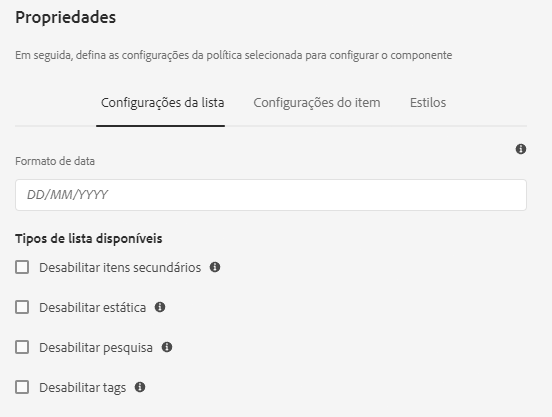 Propriedades
Em seguida, defina as configurações da política selecionada para configurar o componente
Configurações da lista Configurações do item Estilos
Formato de data
DD/MM/YYYY
Tipos de lista disponíveis
Desabilitar itens secundários
Desabilitar estática
Desabilitar pesquisa
Desabilitar tags